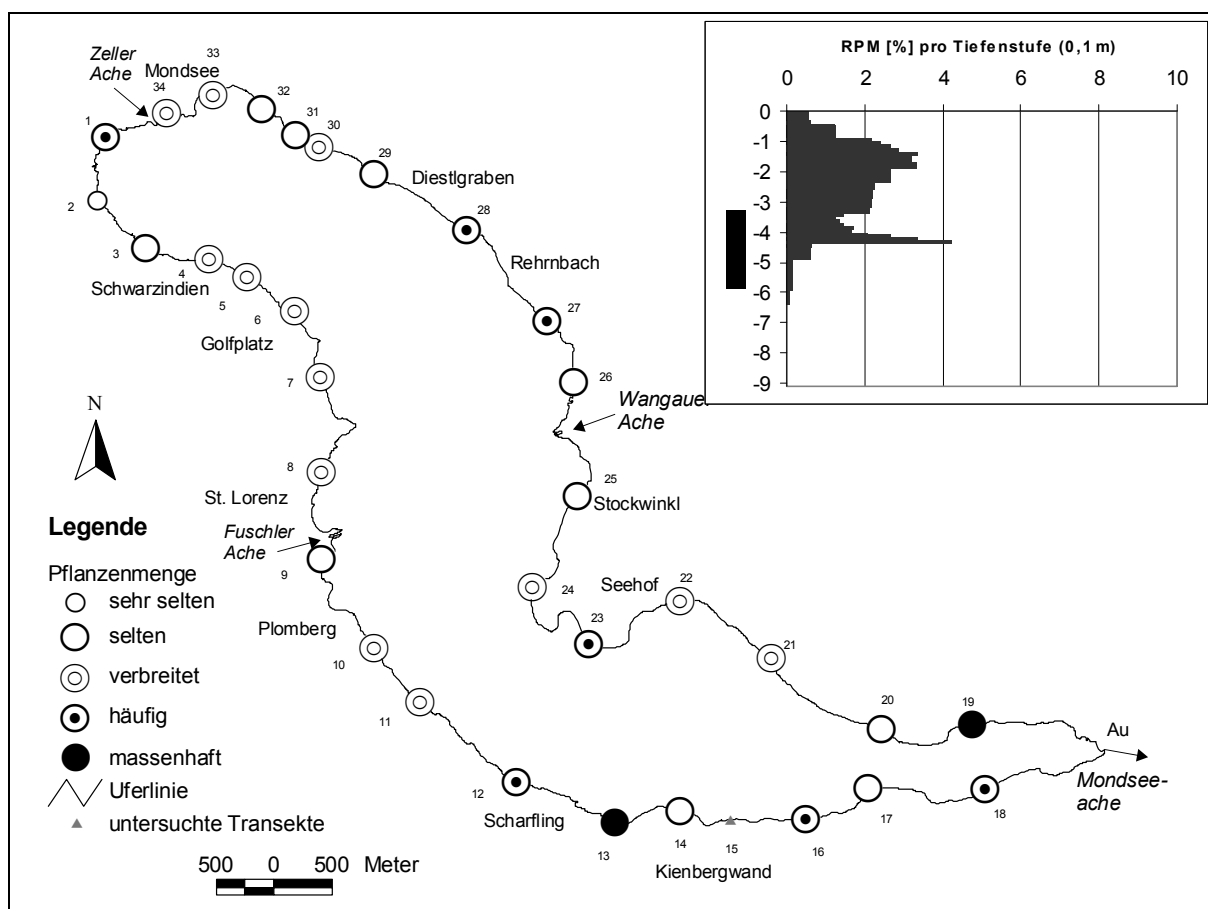 RPM [%] pro Tiefenstufe (0,1 m)
0 2 4 6 8 10
0
-1
-2
-3
-4
-5
-6
-7
-8
-9
Zeller
Ache
33
Mondsee
34
32
31
30
1
29
Diestlgraben
2
28
3
Rehrnbach
4
Schwarzindien
5
6
27
Golfplatz
7
26
Wangauer
Ache
N
8
25
St. Lorenz
Stockwinkl
Legende
Fuschler
Ache
9
Pflanzenmenge
sehr selten
selten
verbreitet
häufig
massenhaft
Uferlinie
untersuchte Transekte
500 0 500 Meter
24
Seehof
22
23
Plomberg
10
21
11
20
19
Au
Mondsee-
ache
12
Scharfling
13
14
15
Kienbergwand
16
17
18